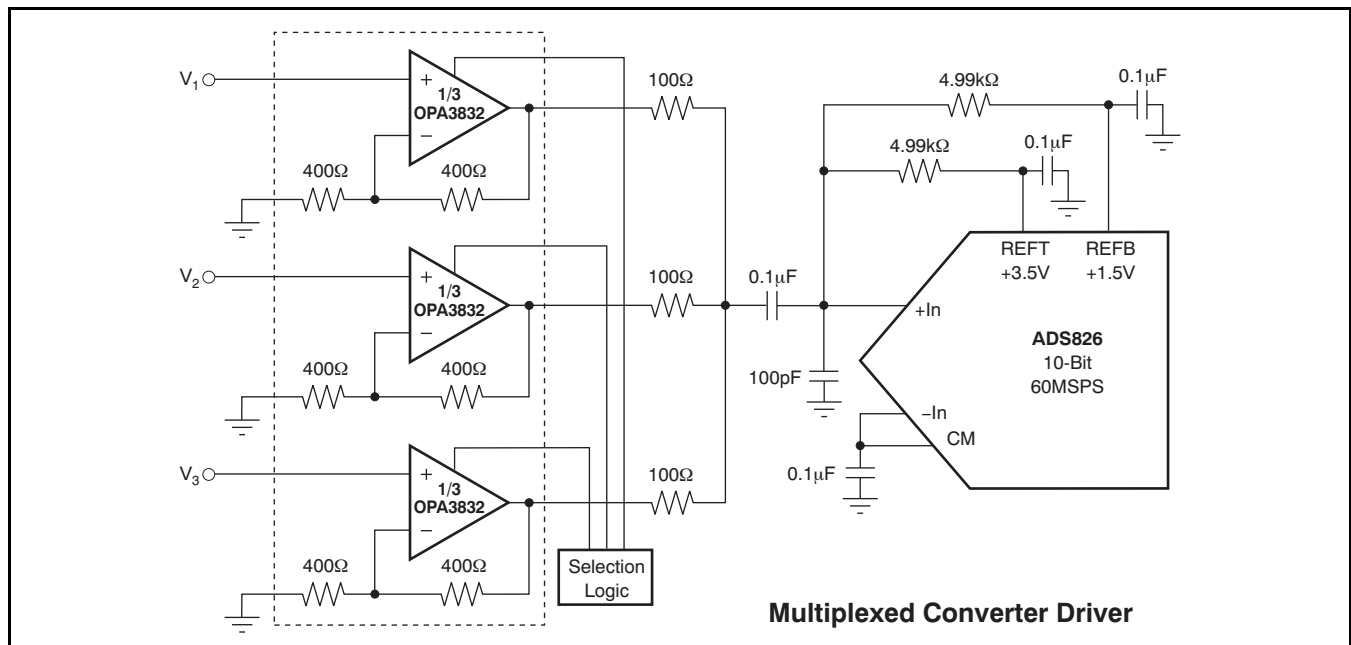 V1
+
1/3
OPA3832
−
400Ω
400Ω
100Ω
V2
+
1/3
OPA3832
−
400Ω
400Ω
100Ω
V3
+
1/3
OPA3832
−
400Ω
400Ω
100Ω
Selection
Logic
0.1μF
100pF
4.99kΩ
0.1μF
4.99kΩ
0.1μF
REFT
+3.5V
REFB
+1.5V
+In
ADS826
10-Bit
60MSPS
−In
CM
0.1μF
Multiplexed Converter Driver